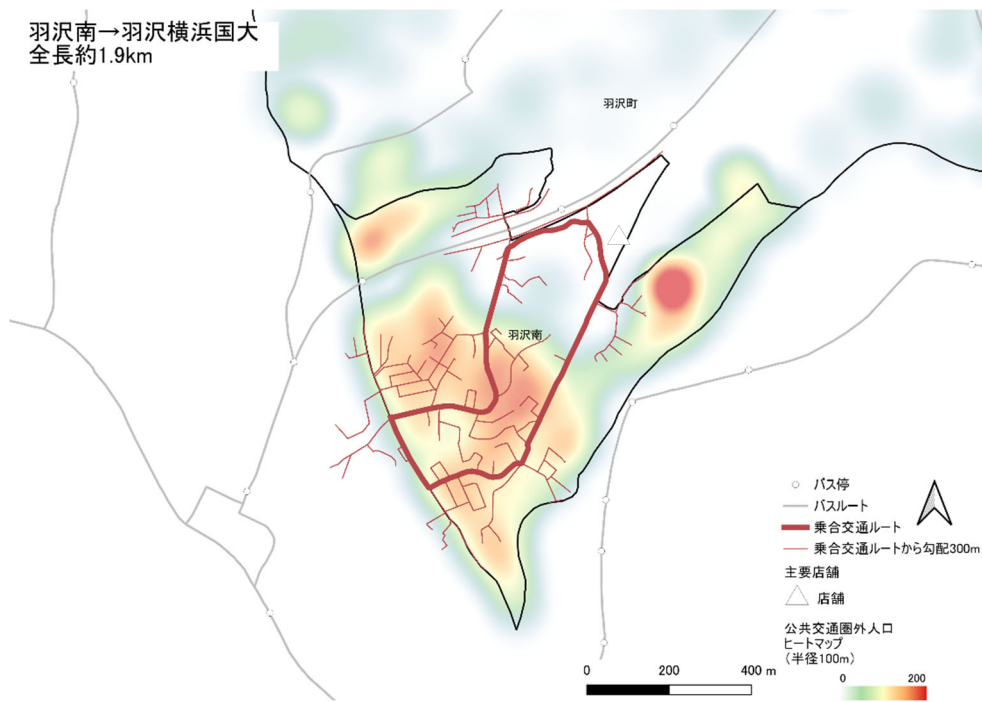 羽沢南→羽沢横浜国大
全長約1.9km
羽沢町
羽沢南
バス停
バスルート
乗合交通ルート
乗合交通ルートから勾配300m
主要店舗
店舗
公共交通圏外人口
ヒートマップ
（半径100m）
0 200
0 200 400 m